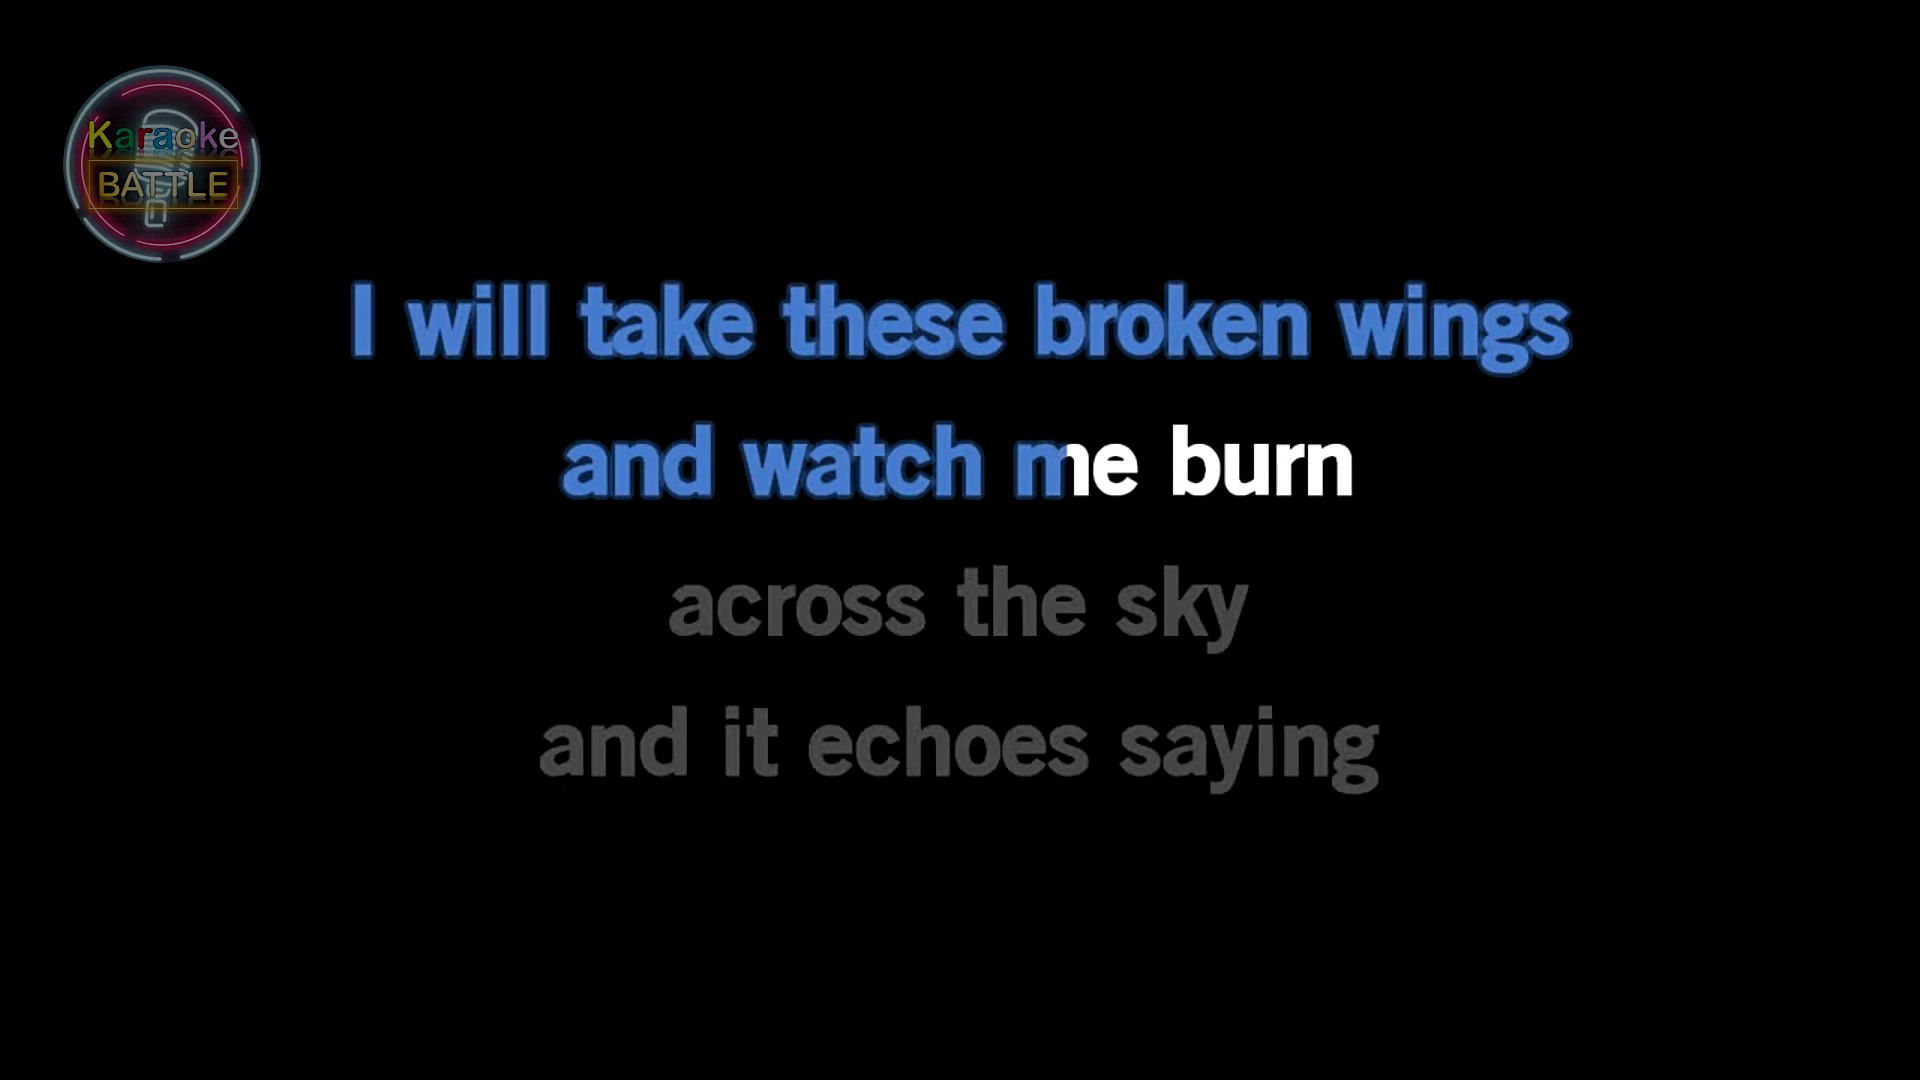 Karaoke
BATTLE
I will take these broken wings
and watch me burn
across the sky
and it echoes saying